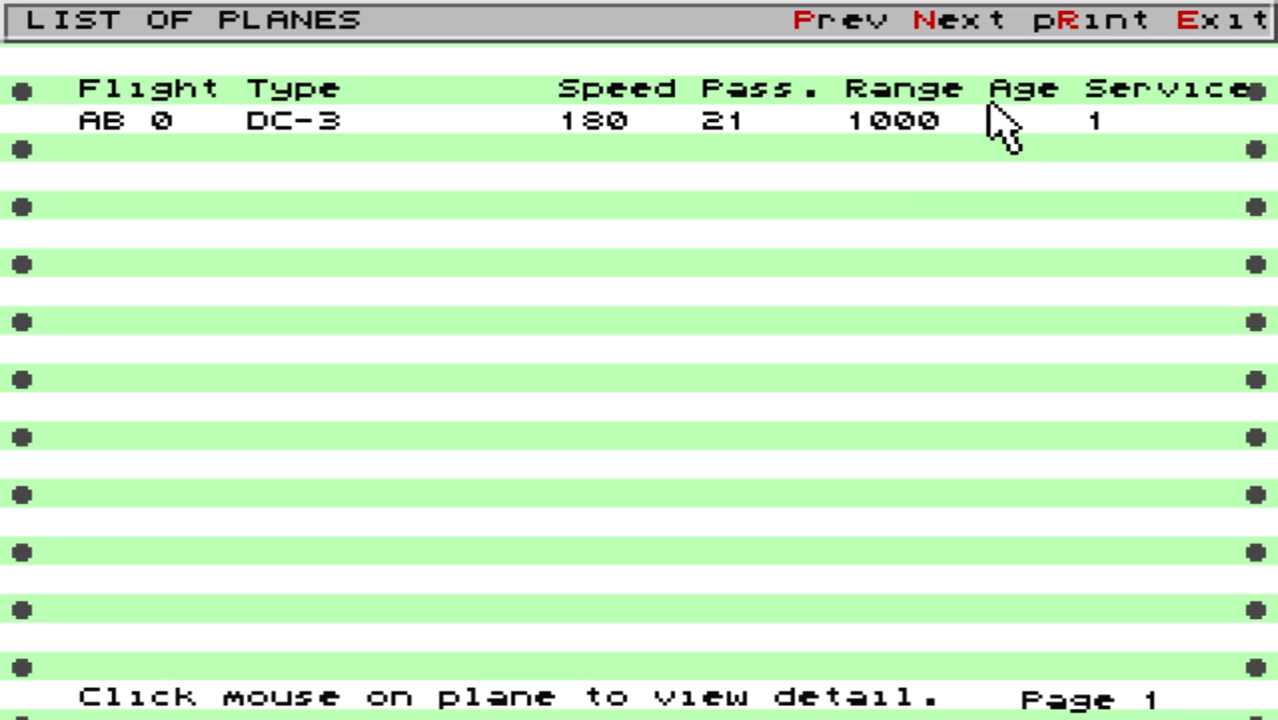 LIST OF PLANES Prev Next pRint Exit
Flight Type Speed Pass. Range Age Service
AB 0 DC-3 180 21 1000 1
Click mouse on plane to view detail. Page 1